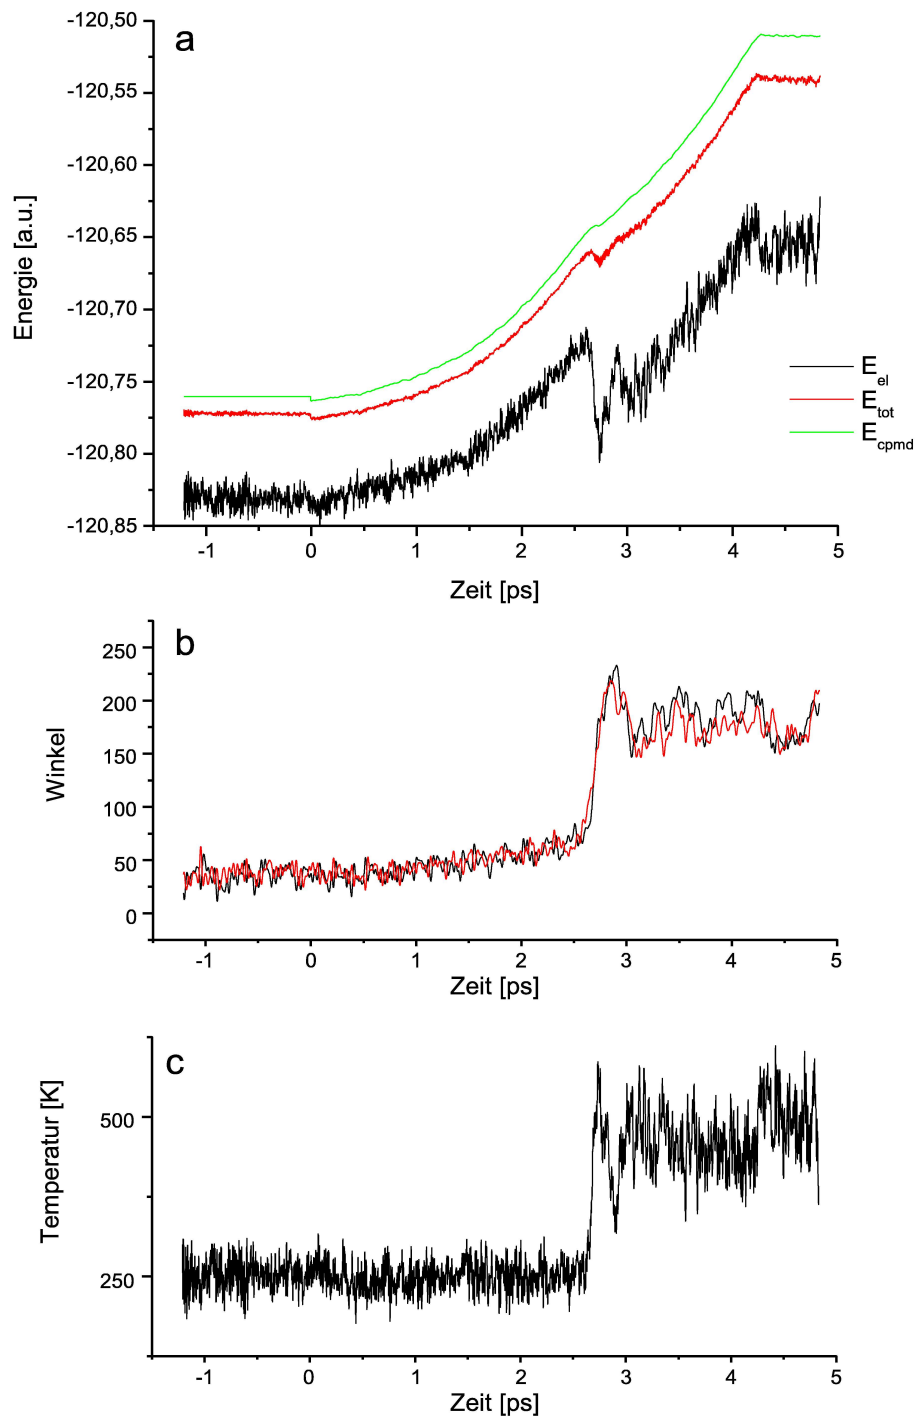 a
-120,50
-120,55
-120,60
-120,65
-120,70
-120,75
-120,80
-120,85
Energie [a.u.]
-1 0 1 2 3 4 5
Zeit [ps]
E_el
E_tot
E_cpmd
b
250
200
150
100
50
0
Winkel
-1 0 1 2 3 4 5
Zeit [ps]
c
500
250
Temperatur [K]
-1 0 1 2 3 4 5
Zeit [ps]